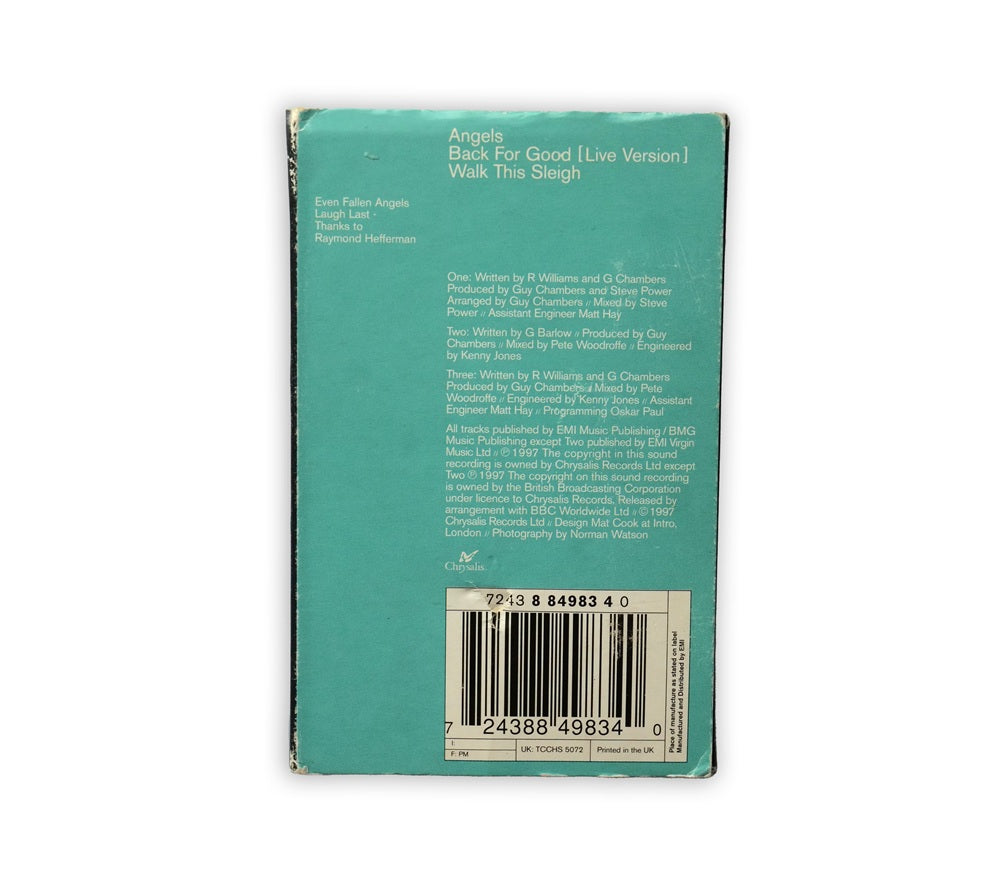 Angels
Back For Good [Live Version]
Walk This Sleigh
Even Fallen Angels
Laugh Last -
Thanks to
Raymond Hefferman
One: Written by R Williams and G Chambers
Produced by Guy Chambers and Steve Power
Arranged by Guy Chambers // Mixed by Steve
Power // Assistant Engineer Matt Hay
Two: Written by G Barlow // Produced by Guy
Chambers // Mixed by Pete Woodroffe // Engineered
by Kenny Jones
Three: Written by R Williams and G Chambers
Produced by Guy Chambers // Mixed by Pete
Woodroffe // Engineered by Kenny Jones // Assistant
Engineer Matt Hay // Programming Oskar Paul
All tracks published by EMI Music Publishing / BMG
Music Publishing except Two published by EMI Virgin
Music Ltd // ℗ 1997 The copyright in this sound
recording is owned by Chrysalis Records Ltd except
Two ℗ 1997 The copyright on this sound recording
is owned by the British Broadcasting Corporation
under licence to Chrysalis Records. Released by
arrangement with BBC Worldwide Ltd // © 1997
Chrysalis Records Ltd // Design Mat Cook at Intro,
London // Photography by Norman Watson
Chrysalis.
7243 8 84983 4 0
7 24388 49834 0
I:
F: PM
UK: TCCHS 5072
Printed in the UK
Place of manufacture as stated on label
Manufactured and Distributed by EMI